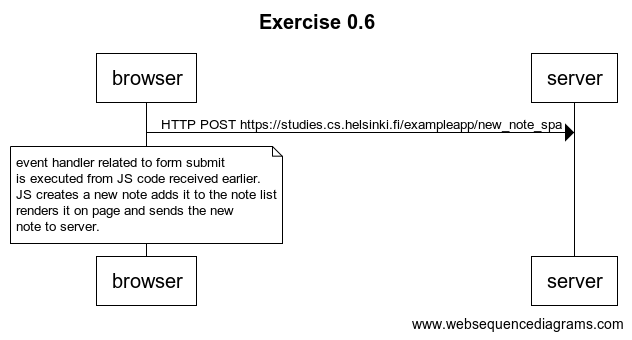 Exercise 0.6
browser
server
HTTP POST https://studies.cs.helsinki.fi/exampleapp/new_note_spa
event handler related to form submit
is executed from JS code received earlier.
JS creates a new note adds it to the note list
renders it on page and sends the new
note to server.
browser
server
www.websequencediagrams.com